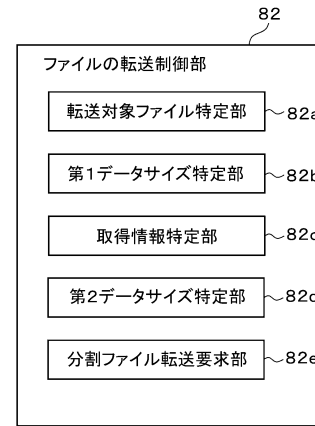 82
ファイルの転送制御部
転送対象ファイル特定部 82a
第1データサイズ特定部 82b
取得情報特定部 82c
第2データサイズ特定部 82d
分割ファイル転送要求部 82e